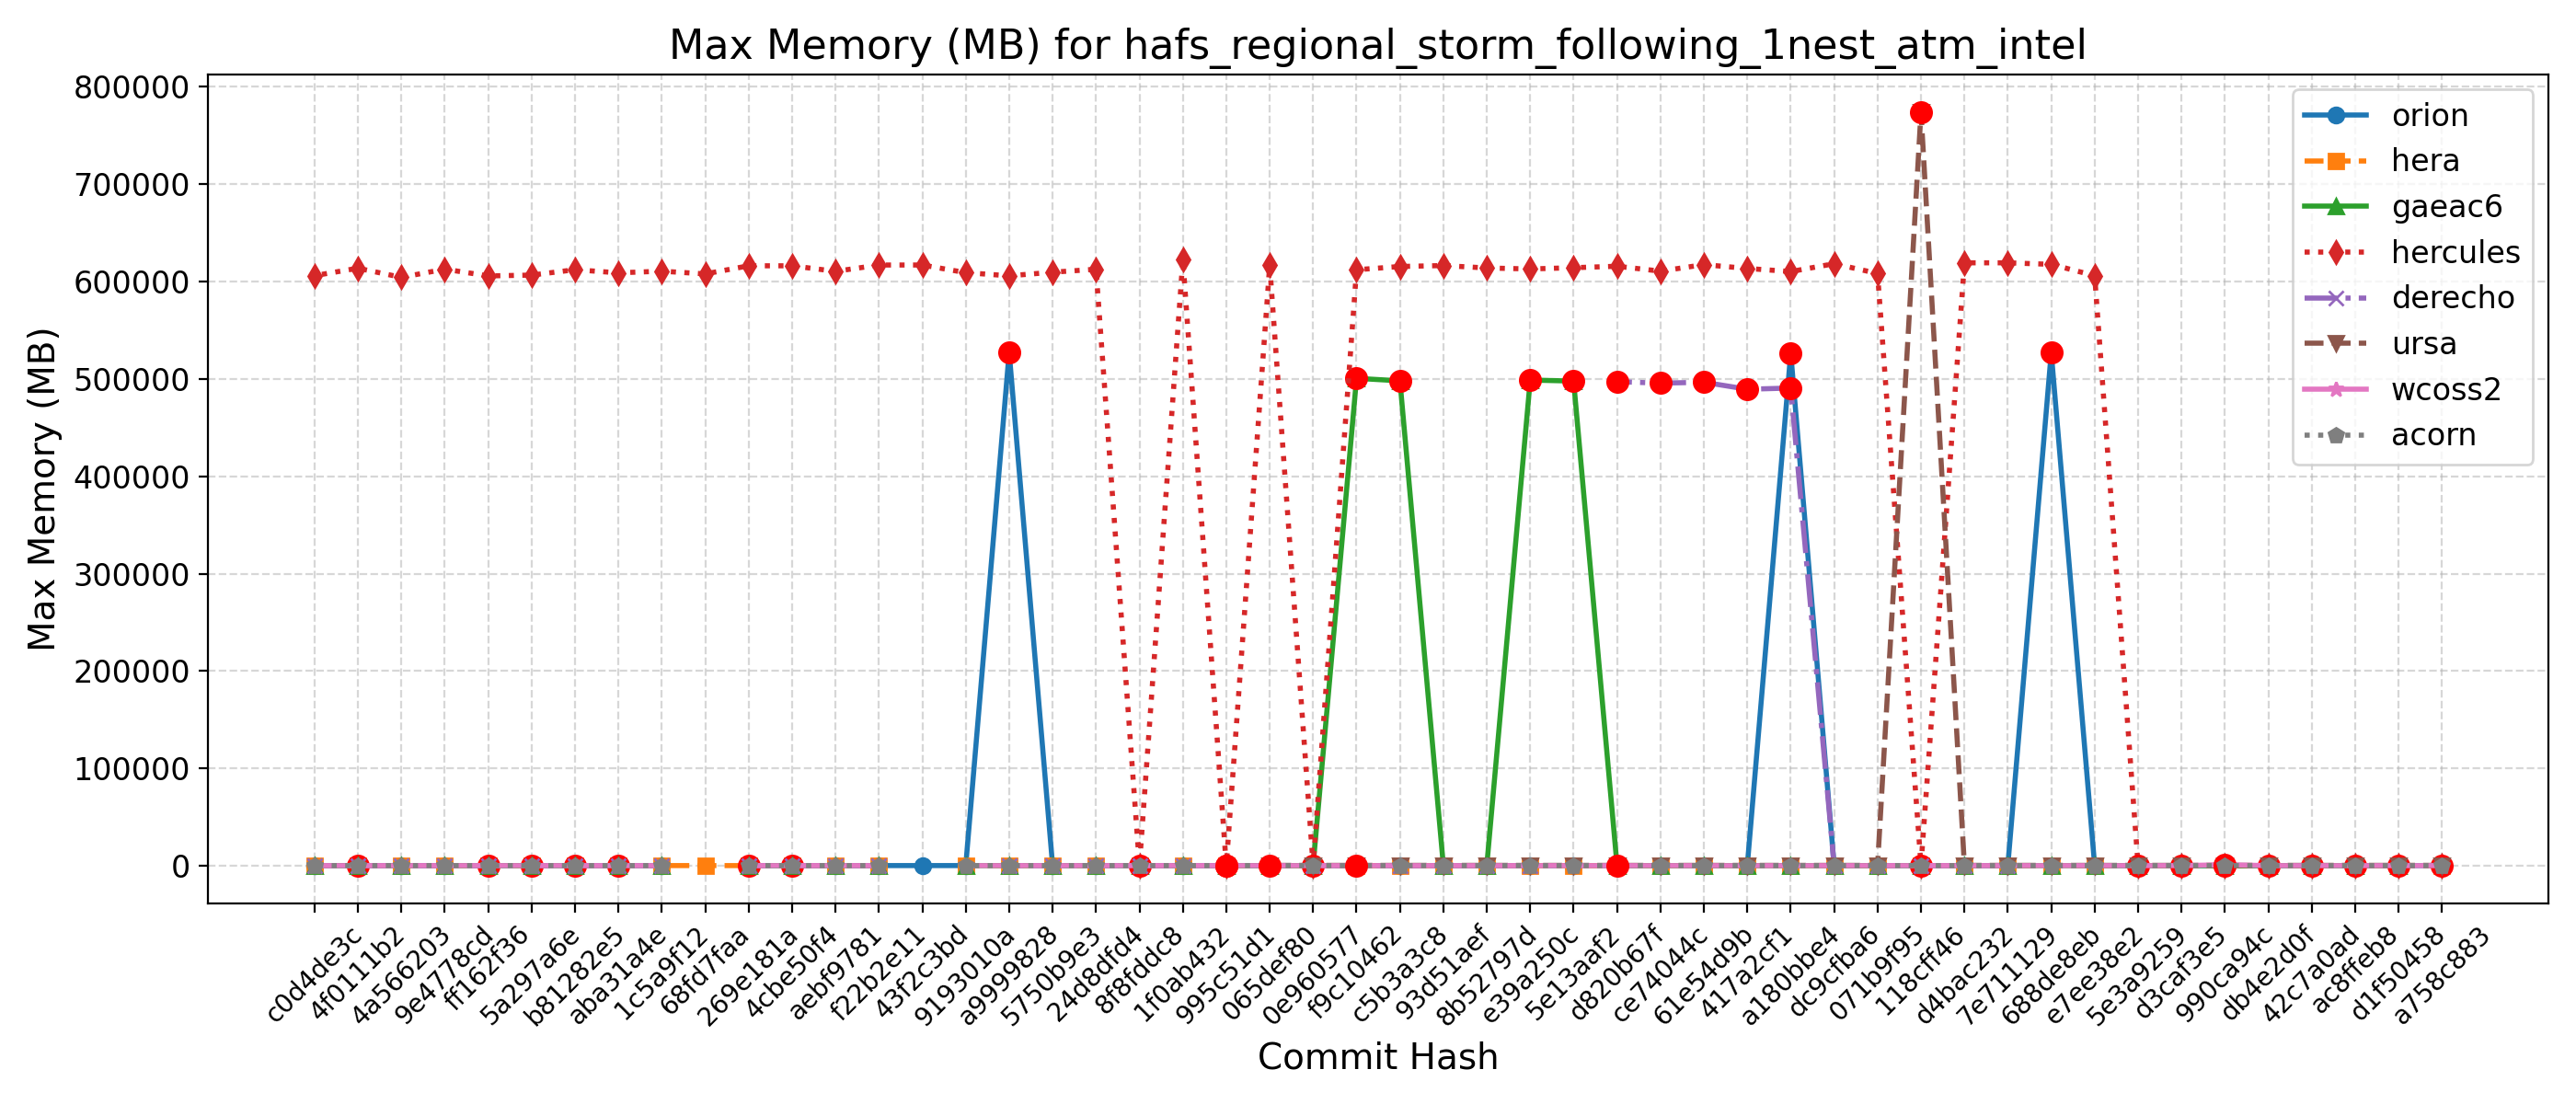 Max Memory (MB) for hafs_regional_storm_following_1nest_atm_intel
Max Memory (MB)
800000
700000
600000
500000
400000
300000
200000
100000
0
orion
hera
gaeac6
hercules
derecho
ursa
wcoss2
acorn
c0d4de3c
4f0111b2
4a566203
9e4778cd
ff162f36
5a297a6e
b81282e5
aba31a4e
1c5a9f12
68fd7faa
269e181a
4cbe50f4
aebf9781
f22b2e11
43f2c3bd
9193010a
a9999828
5750b9e3
24d8dfd4
8f8fddc8
1f0ab432
995c51d1
065def80
0e960577
f9c10462
c5b3a3c8
93d51aef
8b52797d
e39a250c
5e13aaf2
d820b67f
ce74044c
61e54d9b
417a2cf1
a180bbe4
dc9cfba6
071b9f95
118cff46
d4bac232
7e711129
688de8eb
e7ee38e2
5e3a9259
d3caf3e5
990ca94c
db4e2d0f
42c7a0ad
ac8ffeb8
d1f50458
a758c883
Commit Hash